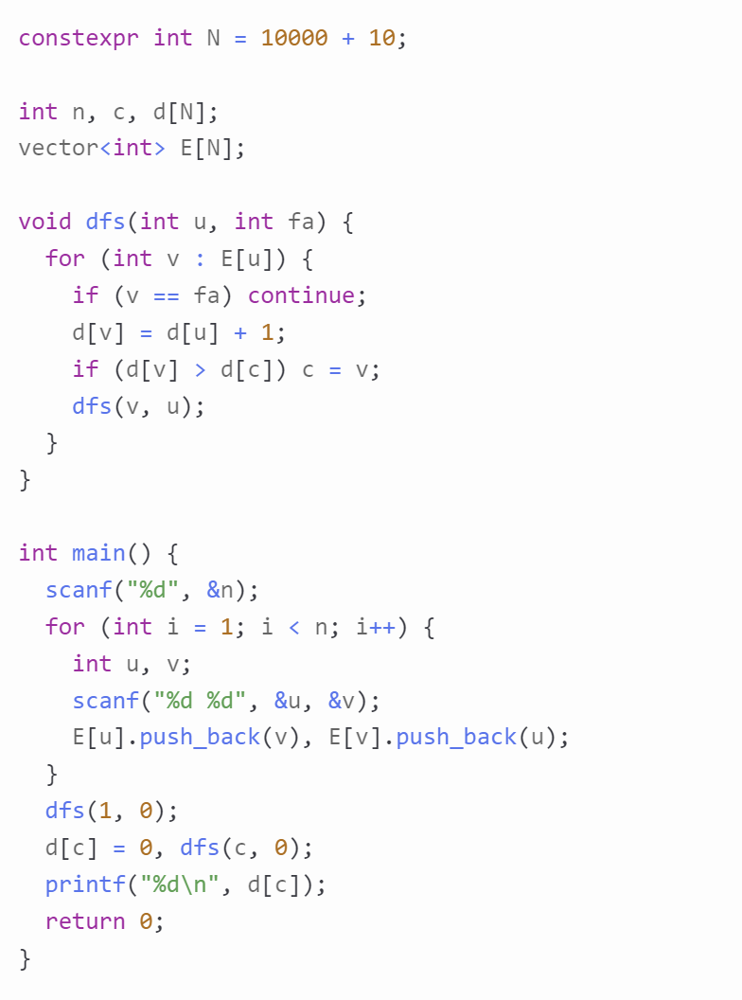 constexpr int N = 10000 + 10;

int n, c, d[N];
vector<int> E[N];

void dfs(int u, int fa) {
  for (int v : E[u]) {
    if (v == fa) continue;
    d[v] = d[u] + 1;
    if (d[v] > d[c]) c = v;
    dfs(v, u);
  }
}

int main() {
  scanf("%d", &n);
  for (int i = 1; i < n; i++) {
    int u, v;
    scanf("%d %d", &u, &v);
    E[u].push_back(v), E[v].push_back(u);
  }
  dfs(1, 0);
  d[c] = 0, dfs(c, 0);
  printf("%d\n", d[c]);
  return 0;
}